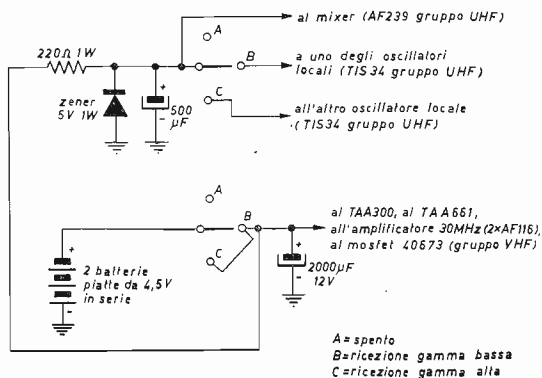 al mixer (AF239 gruppo UHF)
A
220Ω 1W
B
a uno degli oscillatori
locali (TIS34 gruppo UHF)
C
zener
5V 1W
+
500
µF
-
all'altro oscillatore locale
(TIS34 gruppo UHF)
A
B
al TAA300, al TAA661,
all'amplificatore 30MHz (2×AF116),
al mosfet 40673 (gruppo VHF)
C
+
2 batterie
piatte da 4,5V
in serie
-
+
2000µF
12V
-
A=spento
B=ricezione gamma bassa
C=ricezione gamma alta